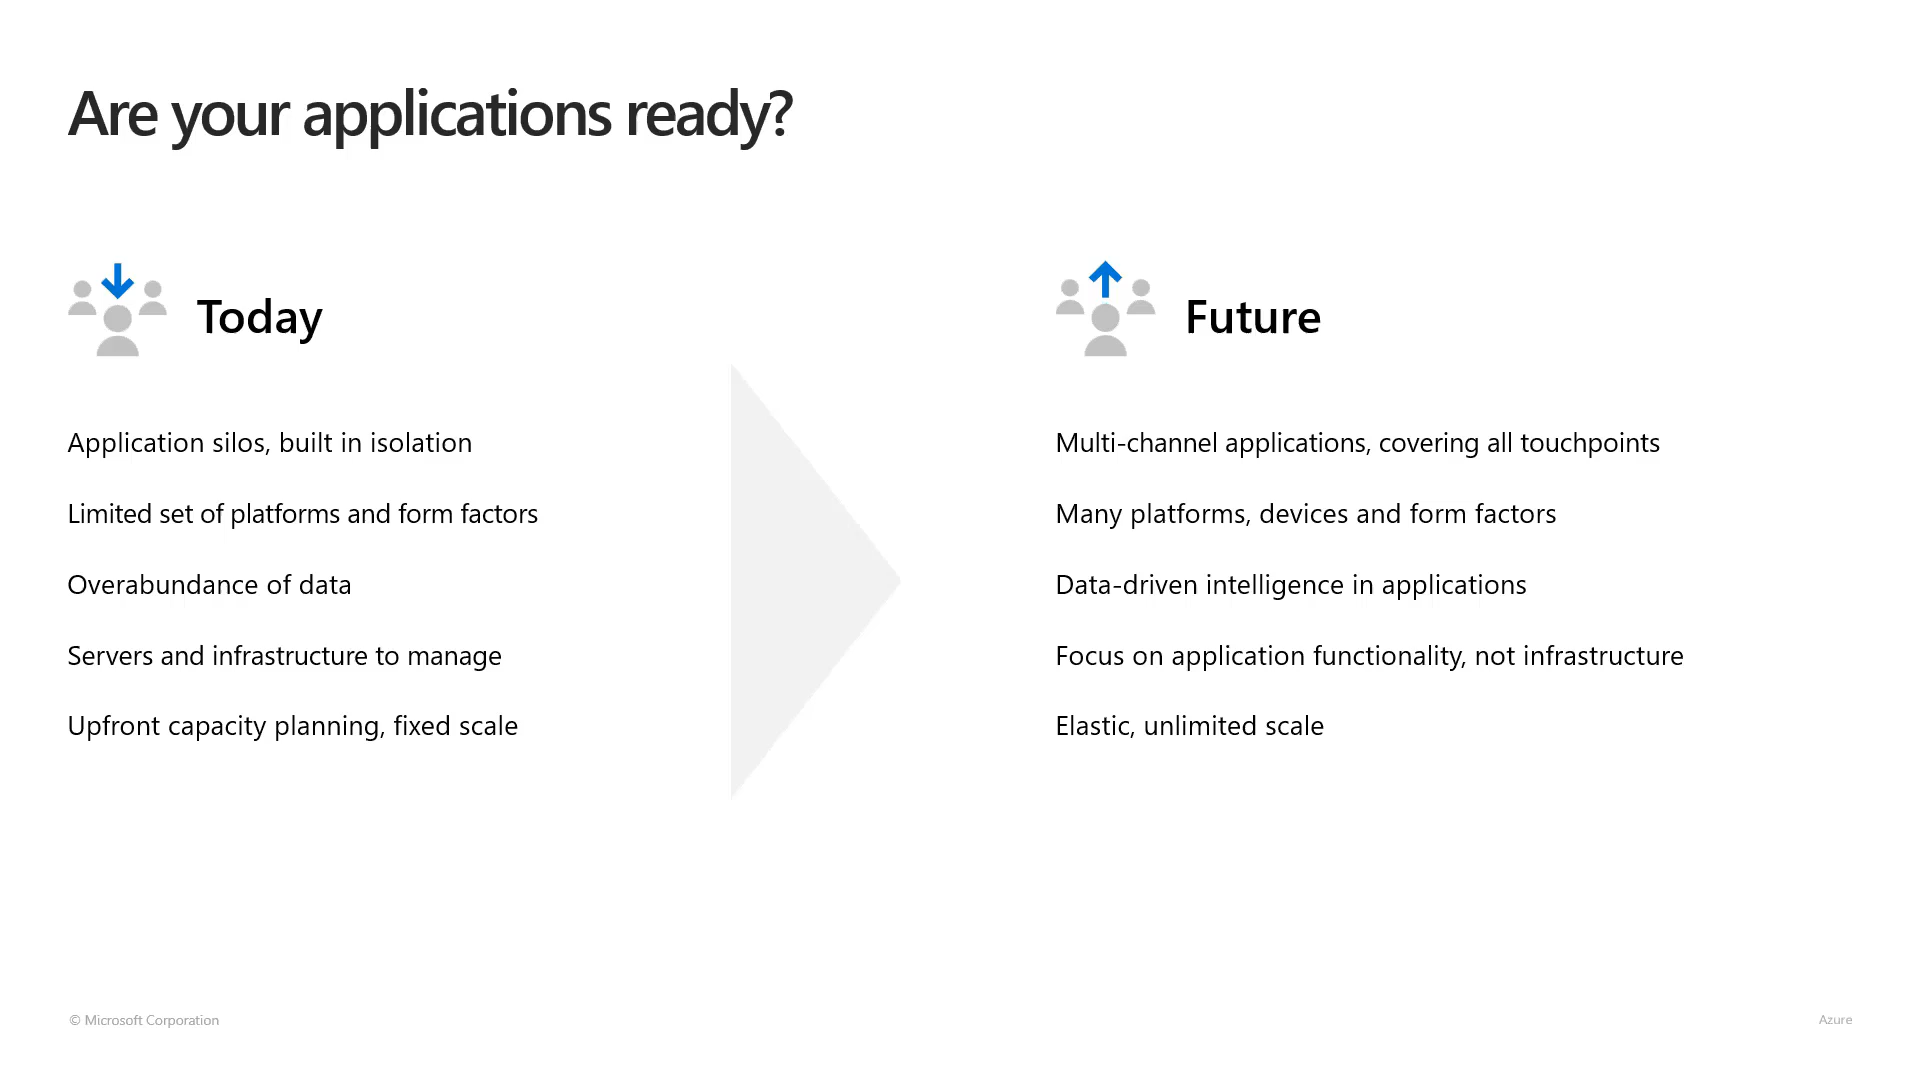 Are your applications ready?
Today
Application silos, built in isolation
Limited set of platforms and form factors
Overabundance of data
Servers and infrastructure to manage
Upfront capacity planning, fixed scale
Future
Multi-channel applications, covering all touchpoints
Many platforms, devices and form factors
Data-driven intelligence in applications
Focus on application functionality, not infrastructure
Elastic, unlimited scale
© Microsoft Corporation
Azure